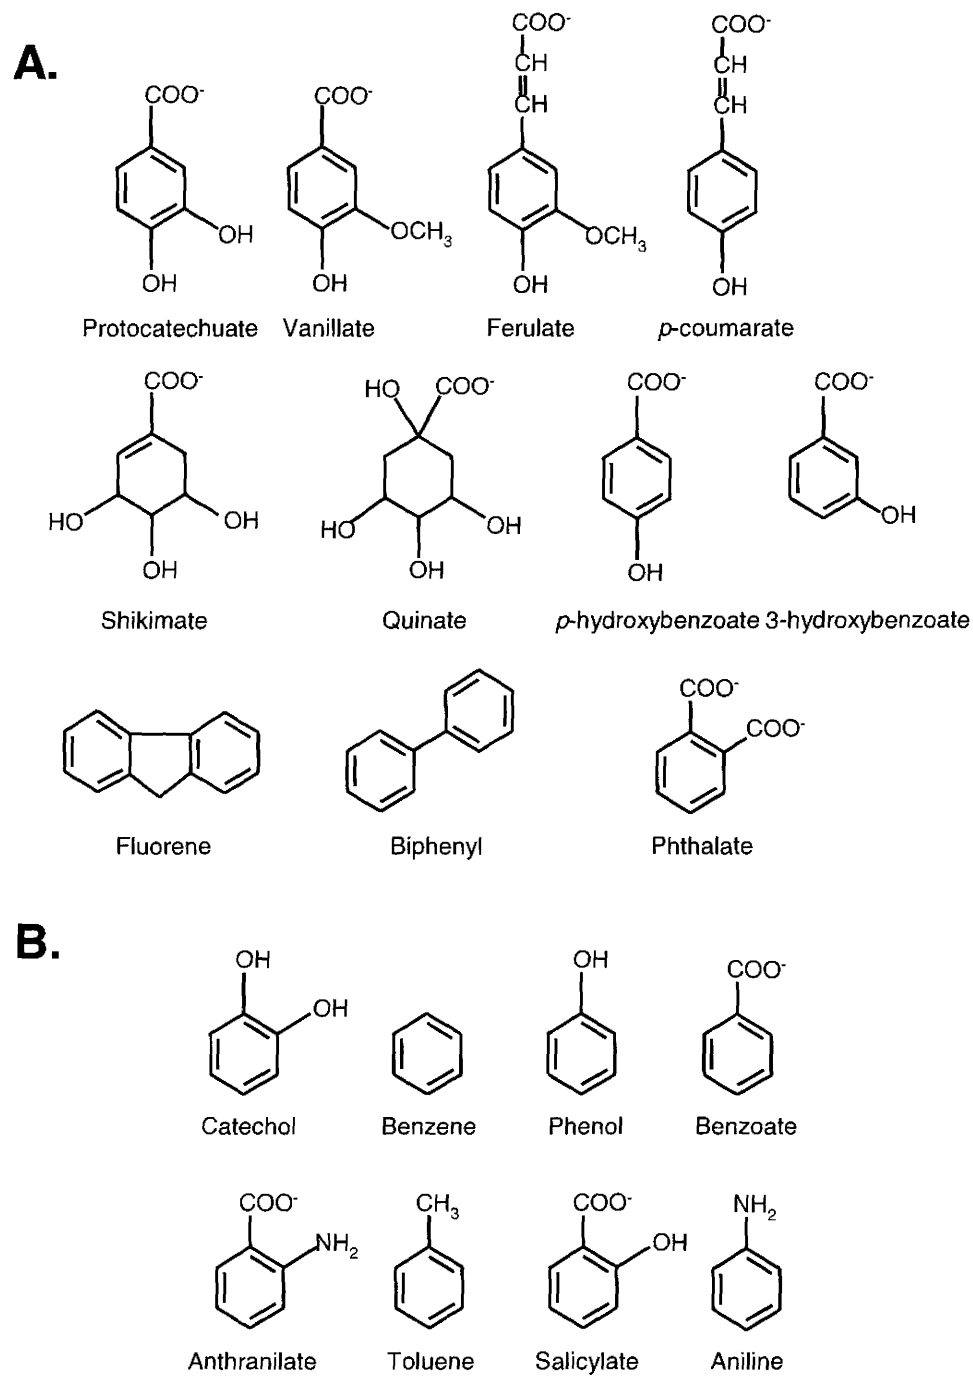 A.
COO- COO- COO- COO-
CH CH
CH CH
OH OCH3 OCH3
OH OH OH OH
Protocatechuate Vanillate Ferulate p-coumarate
COO- HO COO- COO- COO-
HO OH HO OH OH
OH OH OH
Shikimate Quinate p-hydroxybenzoate 3-hydroxybenzoate
COO-
COO-
Fluorene Biphenyl Phthalate
B.
OH OH COO-
OH
Catechol Benzene Phenol Benzoate
COO- CH3 COO- NH2
NH2 OH
Anthranilate Toluene Salicylate Aniline